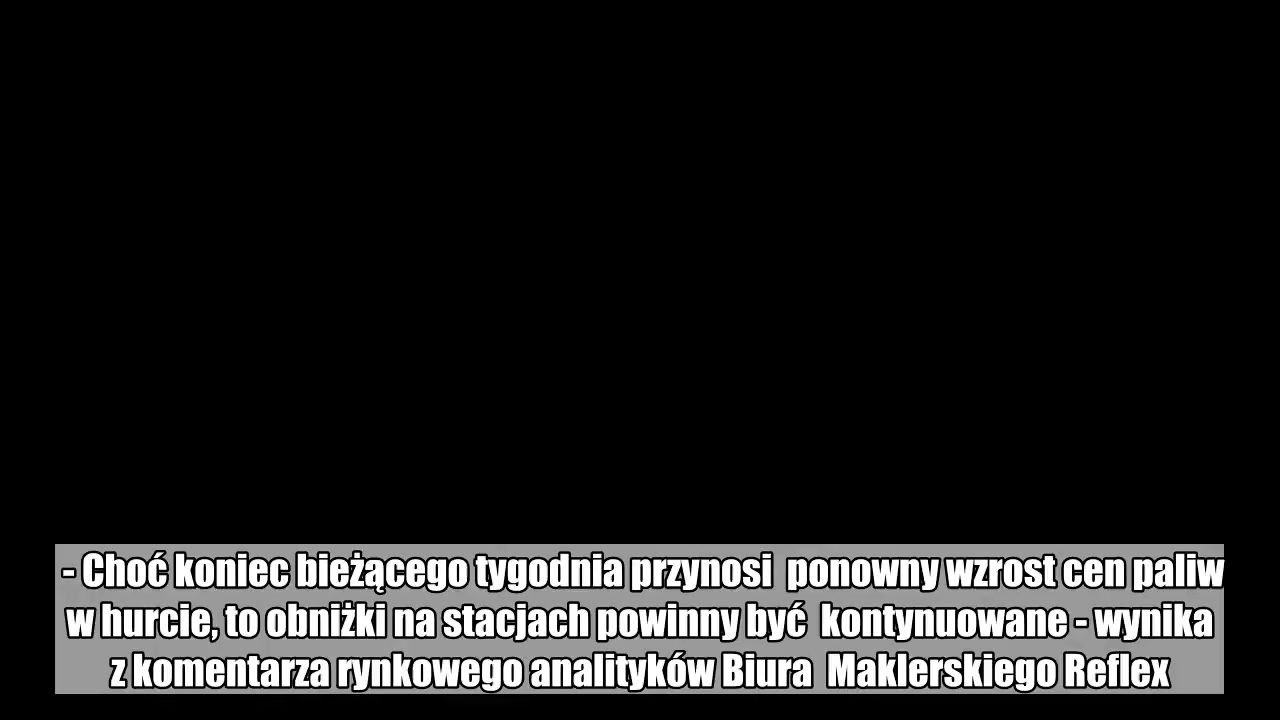 - Choć koniec bieżącego tygodnia przynosi  ponowny wzrost cen paliw
w hurcie, to obniżki na stacjach powinny być  kontynuowane - wynika
z komentarza rynkowego analityków Biura  Maklerskiego Reflex